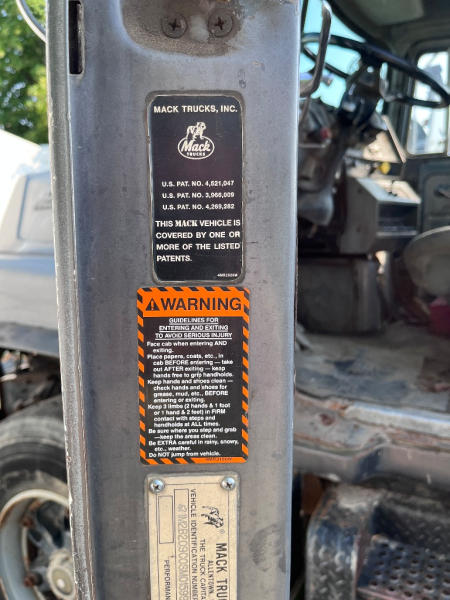 MACK TRUCKS, INC.
Mack
TRUCKS
U.S. PAT. NO. 4,521,047
U.S. PAT. NO. 3,966,009
U.S. PAT. NO. 4,269,282
THIS MACK VEHICLE IS
COVERED BY ONE OR
MORE OF THE LISTED
PATENTS.
WARNING
GUIDELINES FOR
ENTERING AND EXITING
TO AVOID SERIOUS INJURY
Face cab when entering AND
exiting.
Place papers, coats, etc., in
cab BEFORE entering — take
out AFTER exiting — keep
hands free to grip handholds.
Keep hands and shoes clean —
check hands and shoes for
grease, mud, etc., BEFORE
entering or exiting.
Keep 3 limbs (2 hands & 1 foot
or 1 hand & 2 feet) in FIRM
contact with steps and
handholds at ALL times.
Be sure where you step and grab
—keep the areas clean.
Be EXTRA careful in rainy, snowy,
etc., weather.
Do NOT jump from vehicle.
MACK TRU
ALLENTOWN
THE TRUCK CAPIT
VEHICLE IDENTIFICATION NUMBER
PERFORMAN